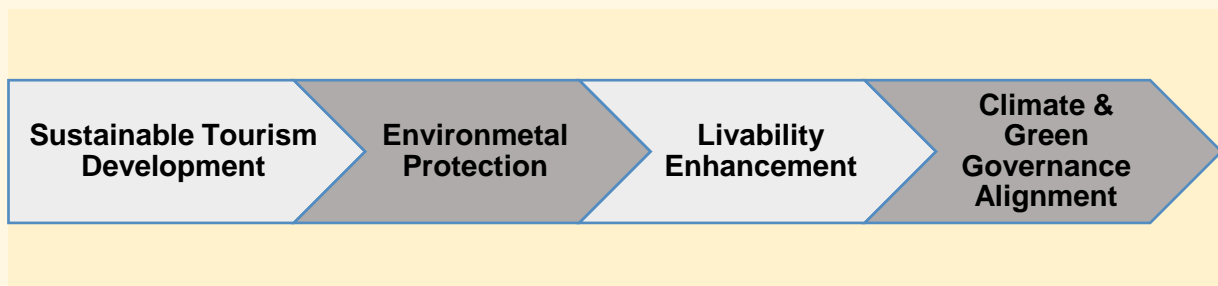 Sustainable Tourism
Development
Environmetal
Protection
Livability
Enhancement
Climate &
Green
Governance
Alignment